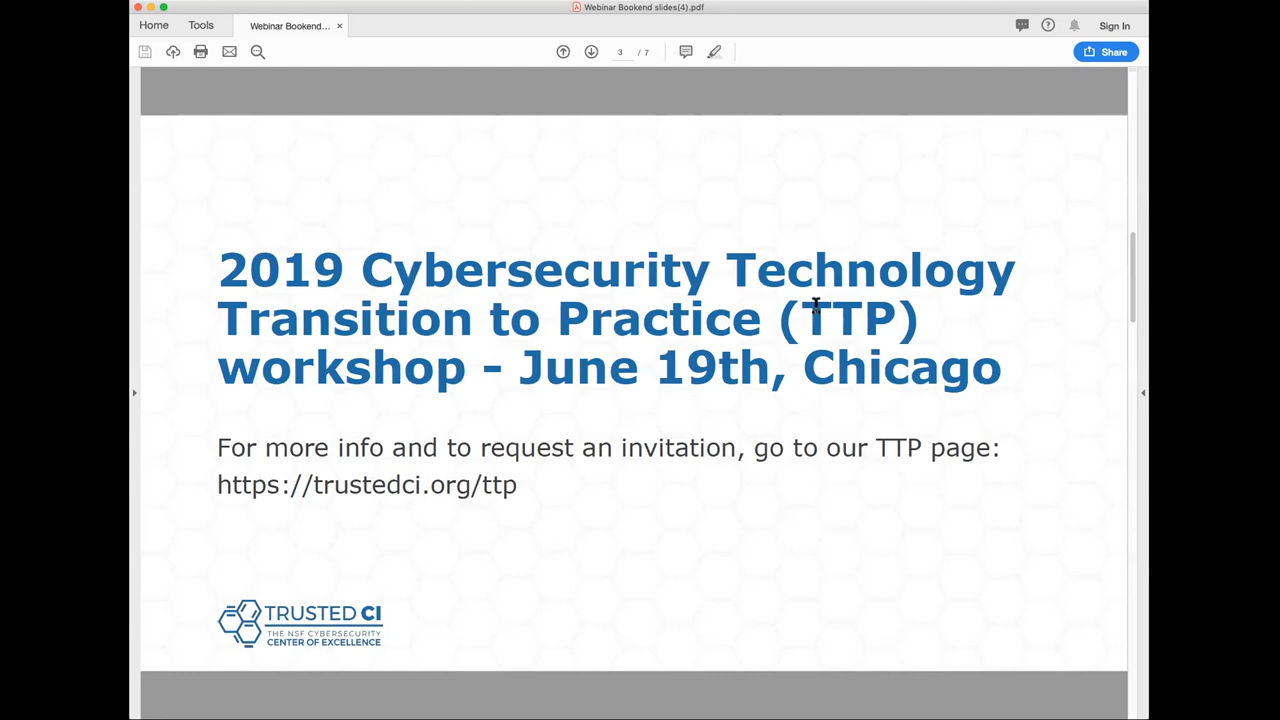 Webinar Bookend slides(4).pdf
Home Tools Webinar Bookend... × Sign In
3 / 7 Share
2019 Cybersecurity Technology
Transition to Practice (TTP)
workshop - June 19th, Chicago
For more info and to request an invitation, go to our TTP page:
https://trustedci.org/ttp
TRUSTED CI
THE NSF CYBERSECURITY
CENTER OF EXCELLENCE